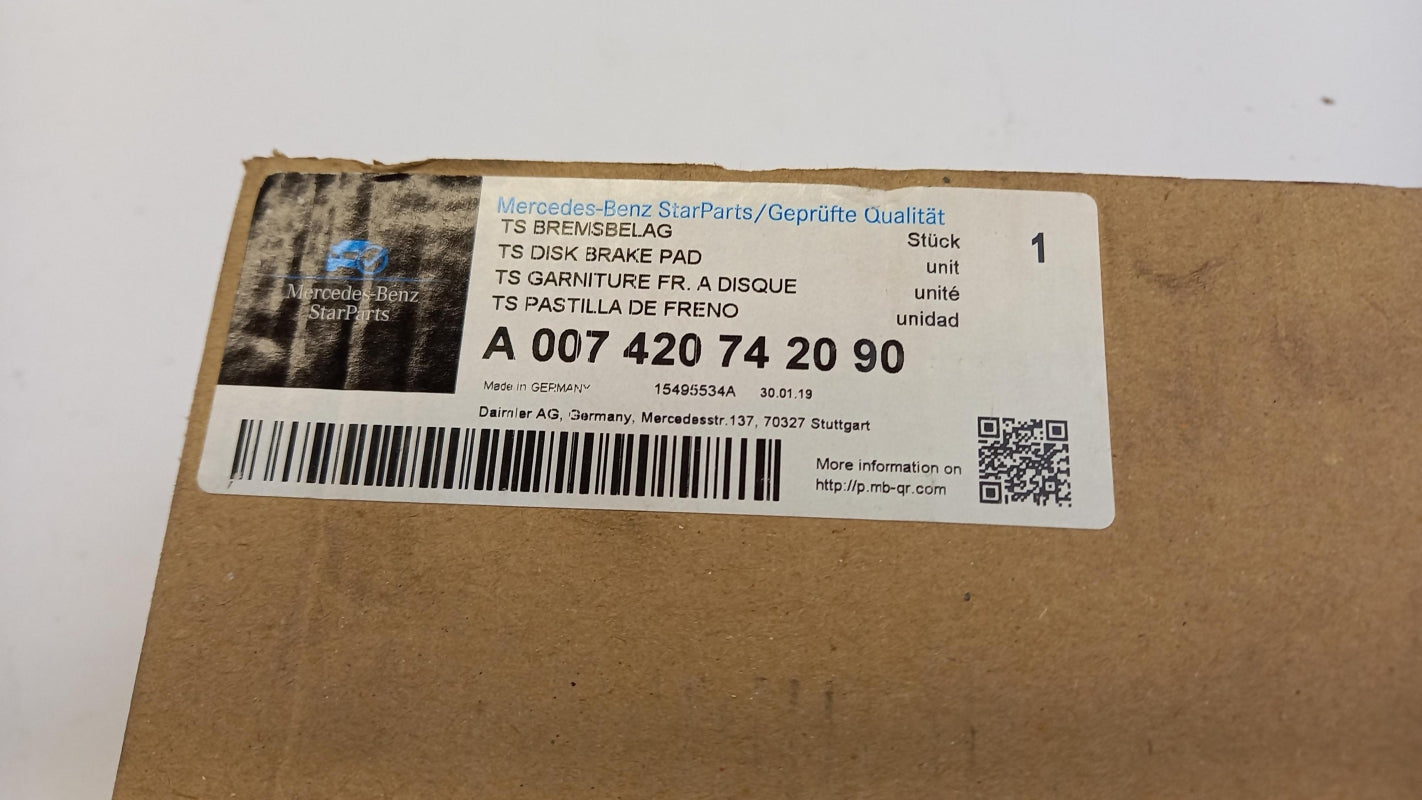 Mercedes-Benz
StarParts
Mercedes-Benz StarParts/Geprüfte Qualität
TS BREMSBELAG
TS DISK BRAKE PAD
TS GARNITURE FR. A DISQUE
TS PASTILLA DE FRENO
Stück 1
unit
unité
unidad
A 007 420 74 20 90
Made in GERMANY 15495534A 30.01.19
Daimler AG, Germany, Mercedesstr.137, 70327 Stuttgart
More information on
http://p.mb-qr.com